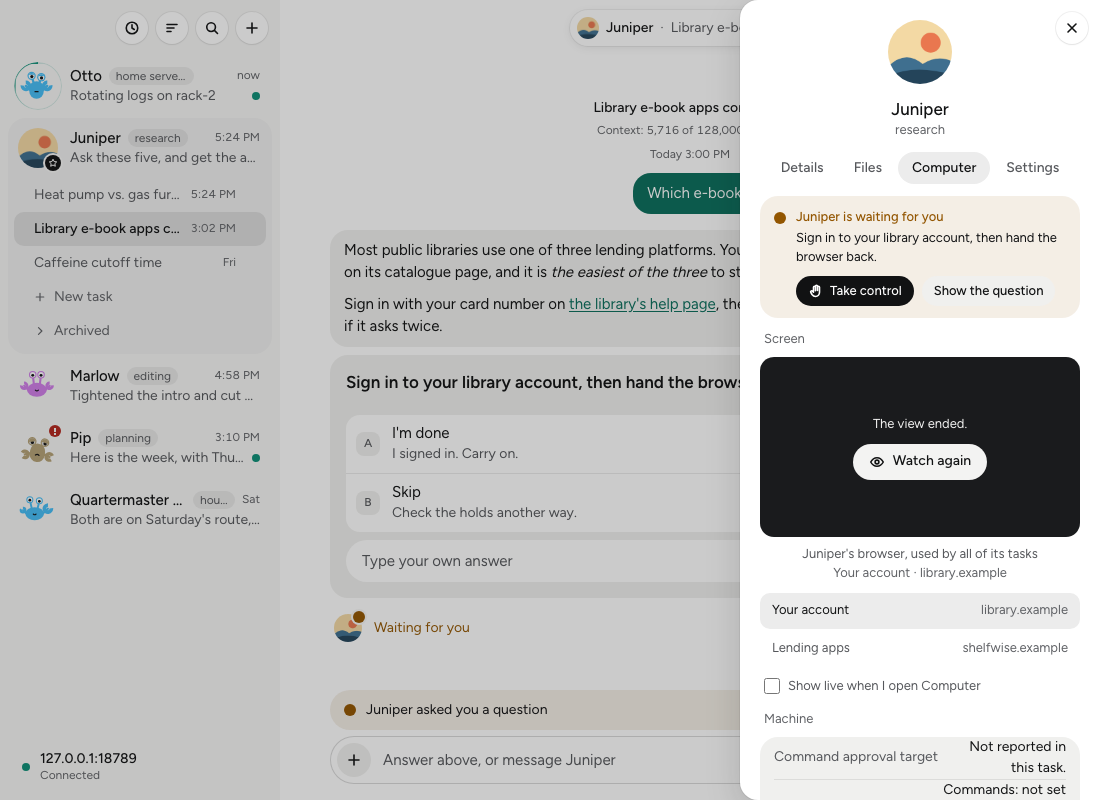 Otto home serve... now
Rotating logs on rack-2
Juniper research 5:24 PM
Ask these five, and get the a...
Heat pump vs. gas fur... 5:24 PM
Library e-book apps c... 3:02 PM
Caffeine cutoff time Fri
New task
Archived
Marlow editing 4:58 PM
Tightened the intro and cut ...
Pip planning 3:10 PM
Here is the week, with Thu...
Quartermaster ... hou... Sat
Both are on Saturday's route,...
127.0.0.1:18789
Connected
Juniper · Library e-b
Library e-book apps co
Context: 5,716 of 128,000
Today 3:00 PM
Which e-book
Most public libraries use one of three lending platforms. You
on its catalogue page, and it is the easiest of the three to st
Sign in with your card number on the library's help page, the
if it asks twice.
Sign in to your library account, then hand the brows
A I'm done
I signed in. Carry on.
B Skip
Check the holds another way.
Type your own answer
Waiting for you
Juniper asked you a question
Answer above, or message Juniper
Juniper
research
Details Files Computer Settings
Juniper is waiting for you
Sign in to your library account, then hand the
browser back.
Take control Show the question
Screen
The view ended.
Watch again
Juniper's browser, used by all of its tasks
Your account · library.example
Your account library.example
Lending apps shelfwise.example
Show live when I open Computer
Machine
Command approval target Not reported in
this task.
Commands: not set